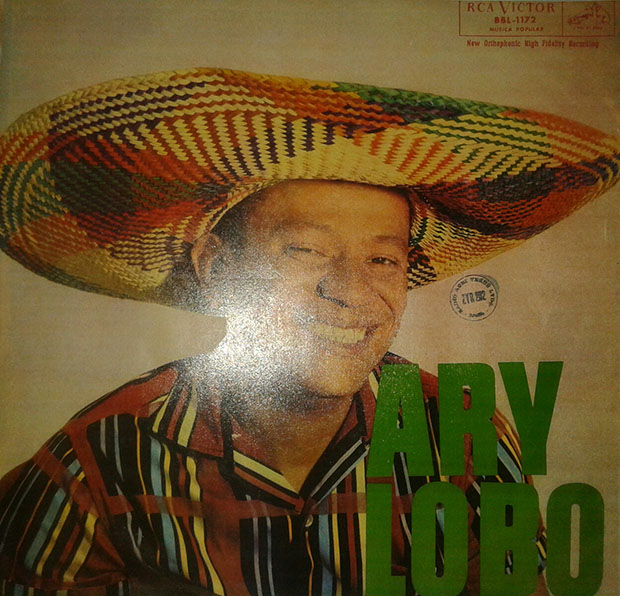 RCA VICTOR
BBL-1172
MUSICA POPULAR
New Orthophonic High Fidelity Recording
ARY
LOBO